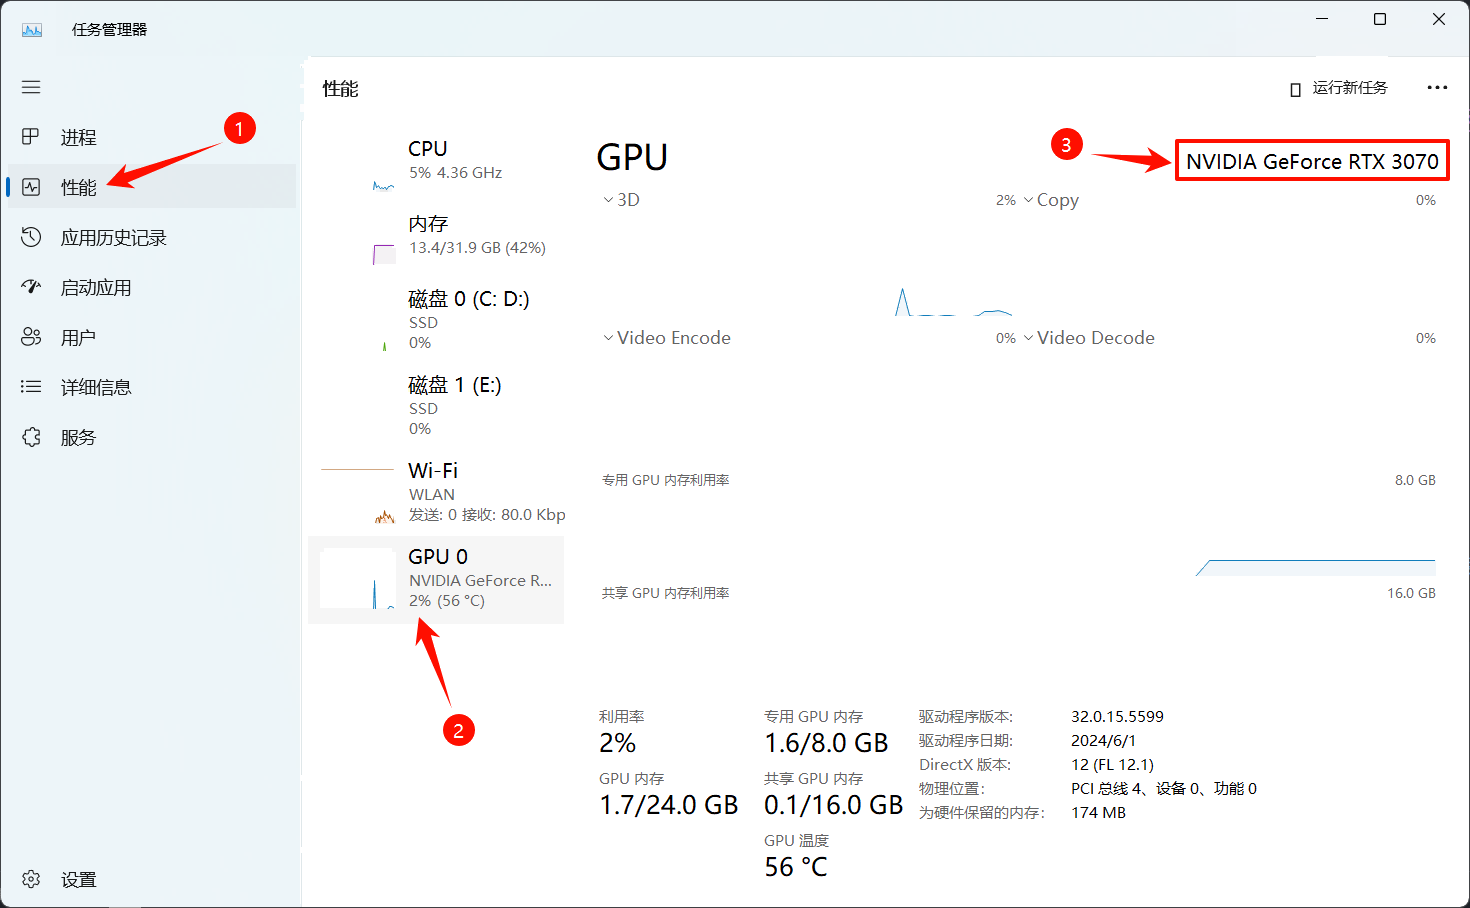 任务管理器
性能
运行新任务
进程
性能
应用历史记录
启动应用
用户
详细信息
服务
设置
1
2
3
CPU
5% 4.36 GHz
内存
13.4/31.9 GB (42%)
磁盘 0 (C: D:)
SSD
0%
磁盘 1 (E:)
SSD
0%
Wi-Fi
WLAN
发送: 0 接收: 80.0 Kbp
GPU 0
NVIDIA GeForce R...
2% (56 °C)
GPU
NVIDIA GeForce RTX 3070
3D 2% Copy 0%
Video Encode 0% Video Decode 0%
专用 GPU 内存利用率 8.0 GB
共享 GPU 内存利用率 16.0 GB
利用率
2%
GPU 内存
1.7/24.0 GB
专用 GPU 内存
1.6/8.0 GB
共享 GPU 内存
0.1/16.0 GB
GPU 温度
56 °C
驱动程序版本: 32.0.15.5599
驱动程序日期: 2024/6/1
DirectX 版本: 12 (FL 12.1)
物理位置: PCI 总线 4、设备 0、功能 0
为硬件保留的内存: 174 MB